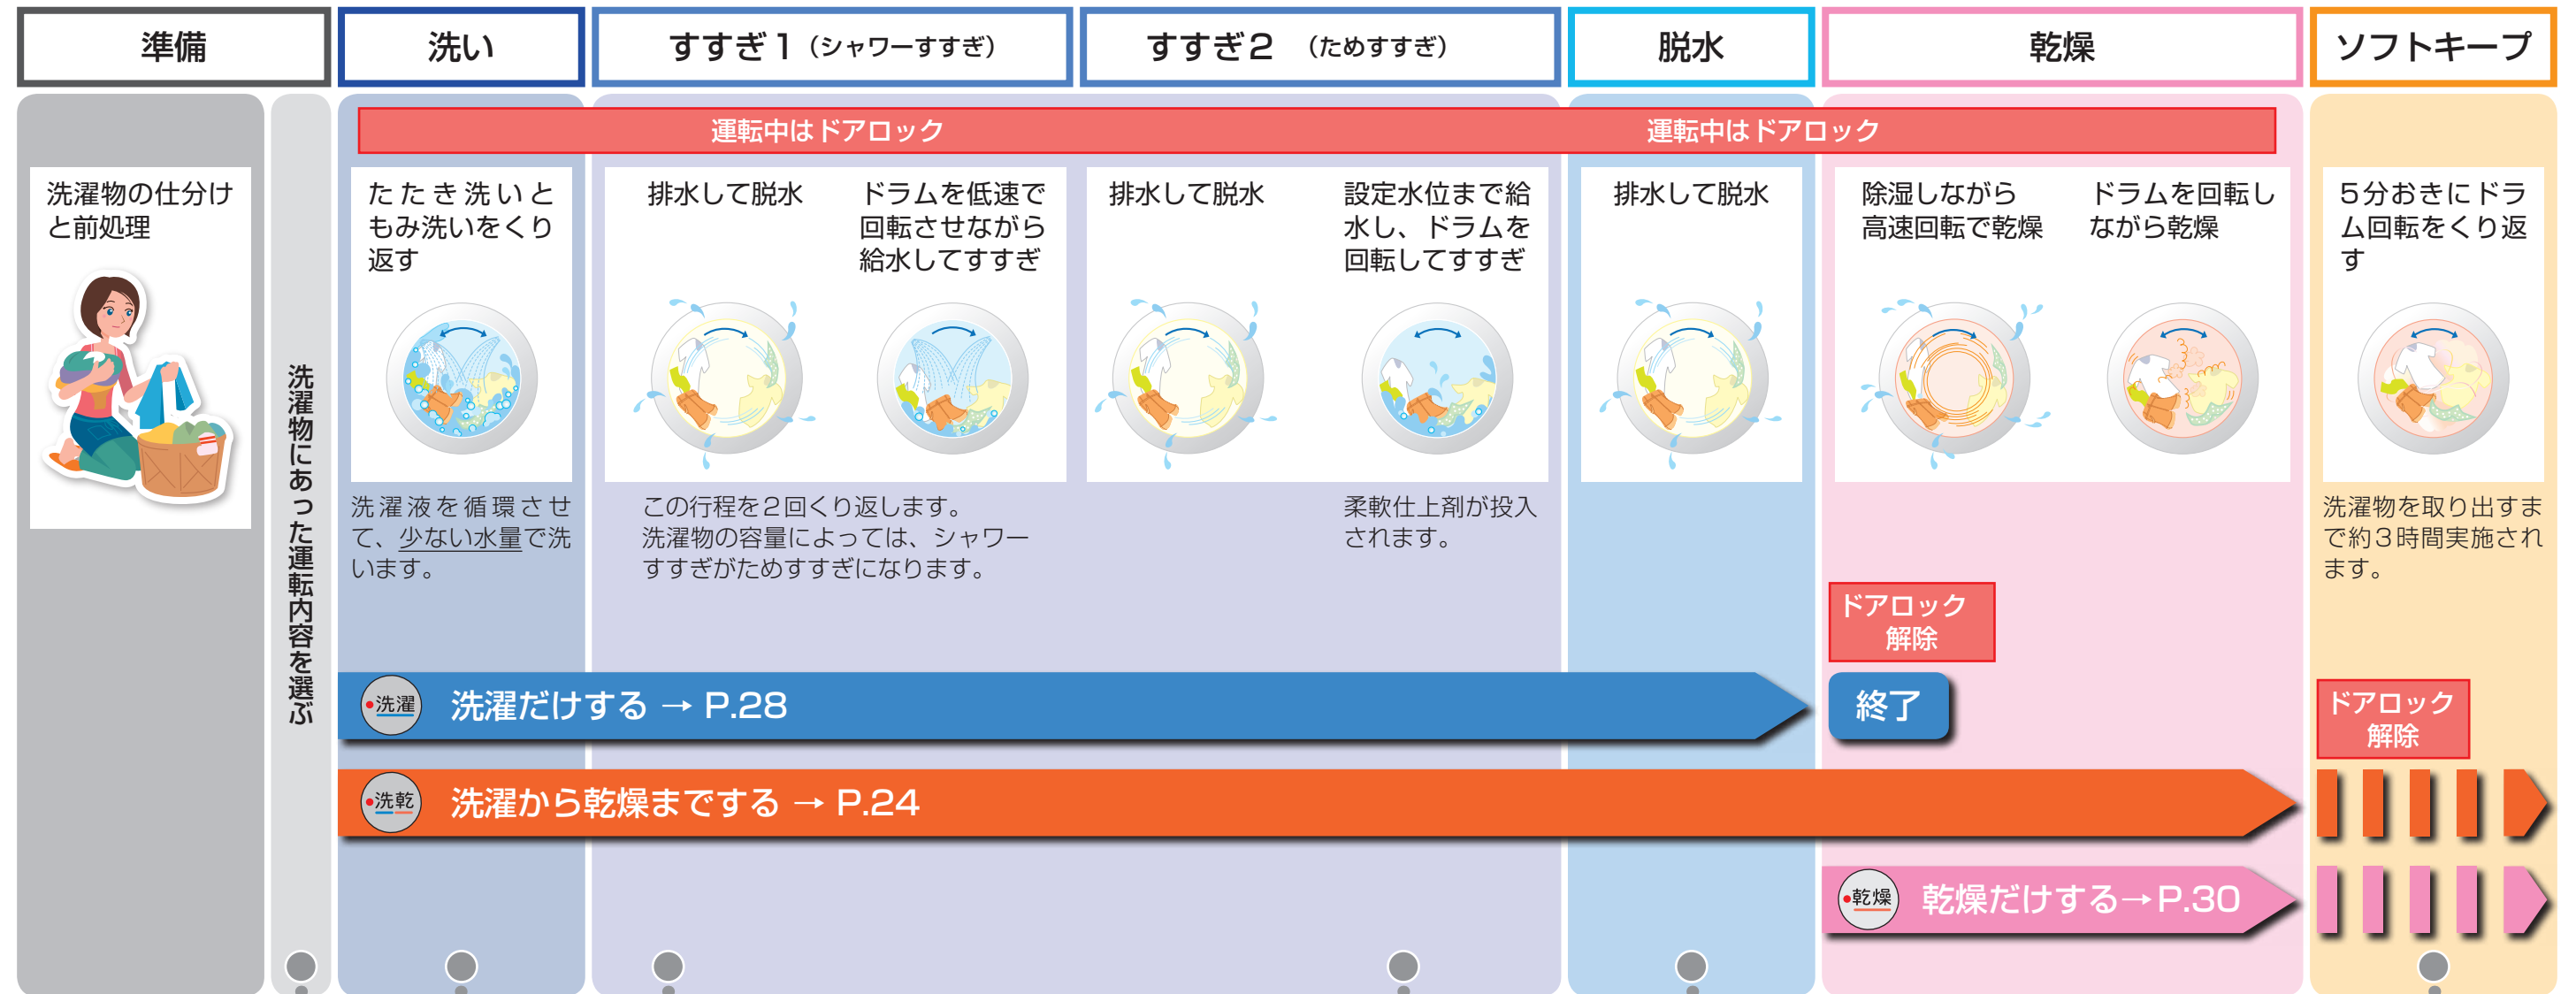 準備
洗い
すすぎ1（シャワーすすぎ）
すすぎ2 （ためすすぎ）
脱水
乾燥
ソフトキープ
運転中はドアロック
運転中はドアロック
洗濯物の仕分け
と前処理
洗濯物にあった運転内容を選ぶ
たたき洗いと
もみ洗いをくり
返す
洗濯液を循環させ
て、少ない水量で洗
います。
排水して脱水
ドラムを低速で
回転させながら
給水してすすぎ
この行程を2回くり返します。
洗濯物の容量によっては、シャワー
すすぎがためすすぎになります。
排水して脱水
設定水位まで給
水し、ドラムを
回転してすすぎ
柔軟仕上剤が投入
されます。
排水して脱水
除湿しながら
高速回転で乾燥
ドラムを回転し
ながら乾燥
5分おきにドラ
ム回転をくり返
す
洗濯物を取り出すま
で約3時間実施され
ます。
ドアロック
解除
洗濯
洗濯だけする → P.28
終了
ドアロック
解除
洗乾
洗濯から乾燥までする → P.24
乾燥
乾燥だけする→P.30